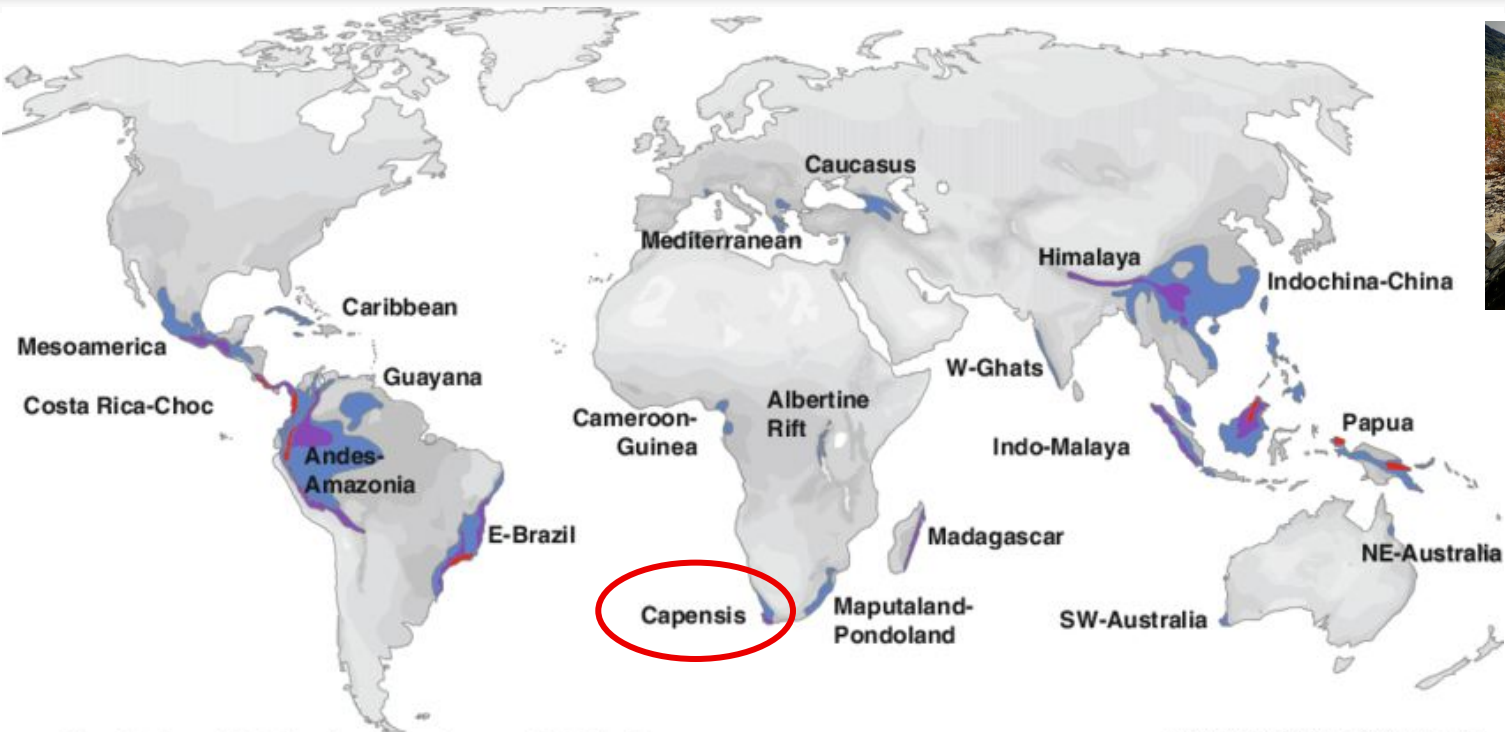 Caucasus
Mediterranean
Himalaya
Indochina-China
Caribbean
Mesoamerica
Guayana
Costa Rica-Choc
W-Ghats
Albertine
Rift
Cameroon-
Guinea
Papua
Indo-Malaya
Andes-
Amazonia
E-Brazil
Madagascar
NE-Australia
Capensis
Maputaland-
Pondoland
SW-Australia